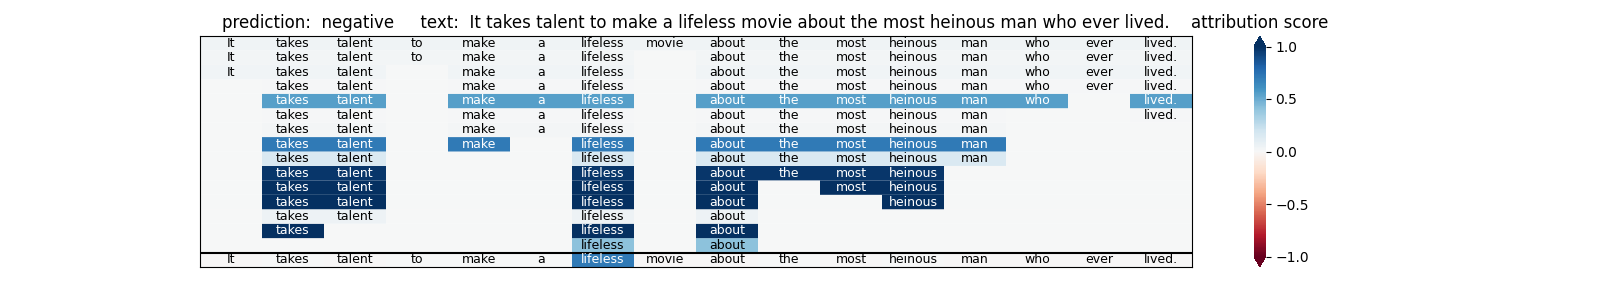 prediction:  negative     text:  It takes talent to make a lifeless movie about the most heinous man who ever lived.    attribution score
It takes talent to make a lifeless movie about the most heinous man who ever lived.
It takes talent to make a lifeless about the most heinous man who ever lived.
It takes talent make a lifeless about the most heinous man who ever lived.
takes talent make a lifeless about the most heinous man who ever lived.
takes talent make a lifeless about the most heinous man who lived.
takes talent make a lifeless about the most heinous man lived.
takes talent make a lifeless about the most heinous man
takes talent make lifeless about the most heinous man
takes talent lifeless about the most heinous man
takes talent lifeless about the most heinous
takes talent lifeless about most heinous
takes talent lifeless about heinous
takes talent lifeless about
takes lifeless about
lifeless about
It takes talent to make a lifeless movie about the most heinous man who ever lived.
1.0
0.5
0.0
−0.5
−1.0